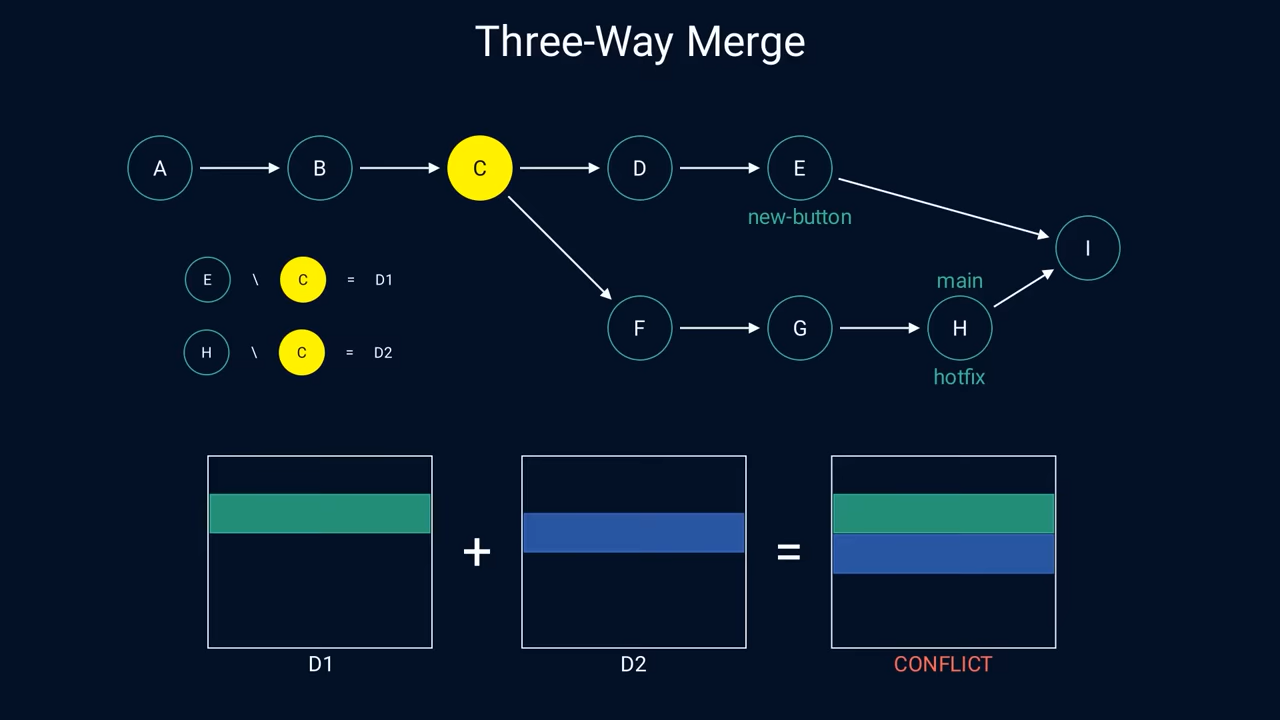 Three-Way Merge
A B C D E
new-button
I
E \ C = D1
main
F G H
H \ C = D2
hotfix
+ =
D1 D2 CONFLICT